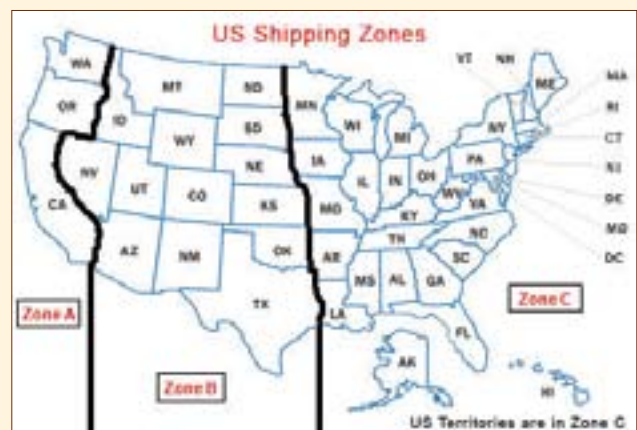 US Shipping Zones
VT NH
WA MT ND MN ME MA
OR ID SD WI MI NY RI
WY CT
NV NE IA PA NJ
CA UT CO IL IN OH DE
KS MO WV VA MD
KY DC
AZ NM OK AR TN NC
SC
TX MS AL GA
Zone A LA Zone C
FL
Zone B AK HI
US Territories are in Zone C